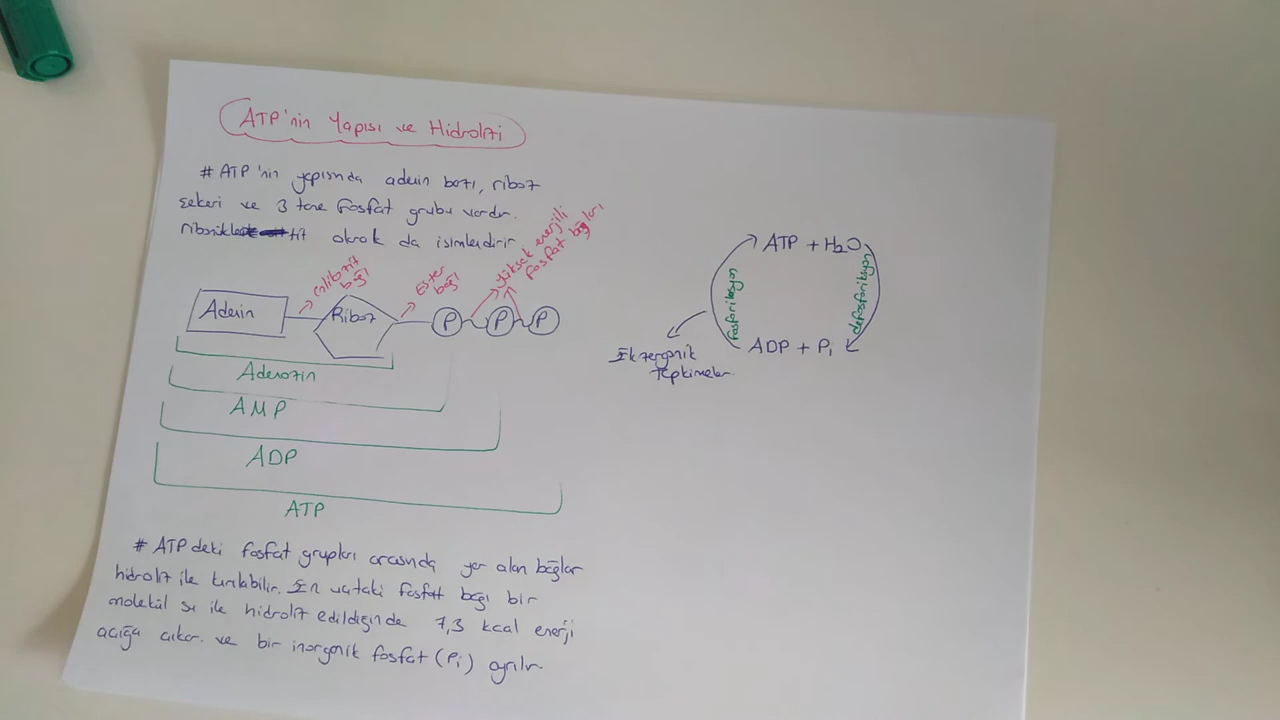 ATP'nin Yapısı ve Hidrolizi
# ATP'nin yapısında adenin bazı, riboz
şekeri ve 3 tane fosfat grubu vardır.
olarak da isimlendirir
glikozit
bağı
Ester
bağı
yüksek enerjili
fosfat bağları
Adenin
Riboz
P
P
P
Adenozin
AMP
ADP
ATP
# ATP deki fosfat grupları arasında yer alan bağlar
hidroliz ile kırılabilir. En uzaktaki fosfat bağı bir
molekül su ile hidroliz edildiğinde 7,3 kcal enerji
açığa çıkar. ve bir inorganik fosfat (Pi) ayrılır
ATP + H2O
fosforilasyon
defosforilasyon
ADP + Pi
Ekzergonik
Tepkimeler